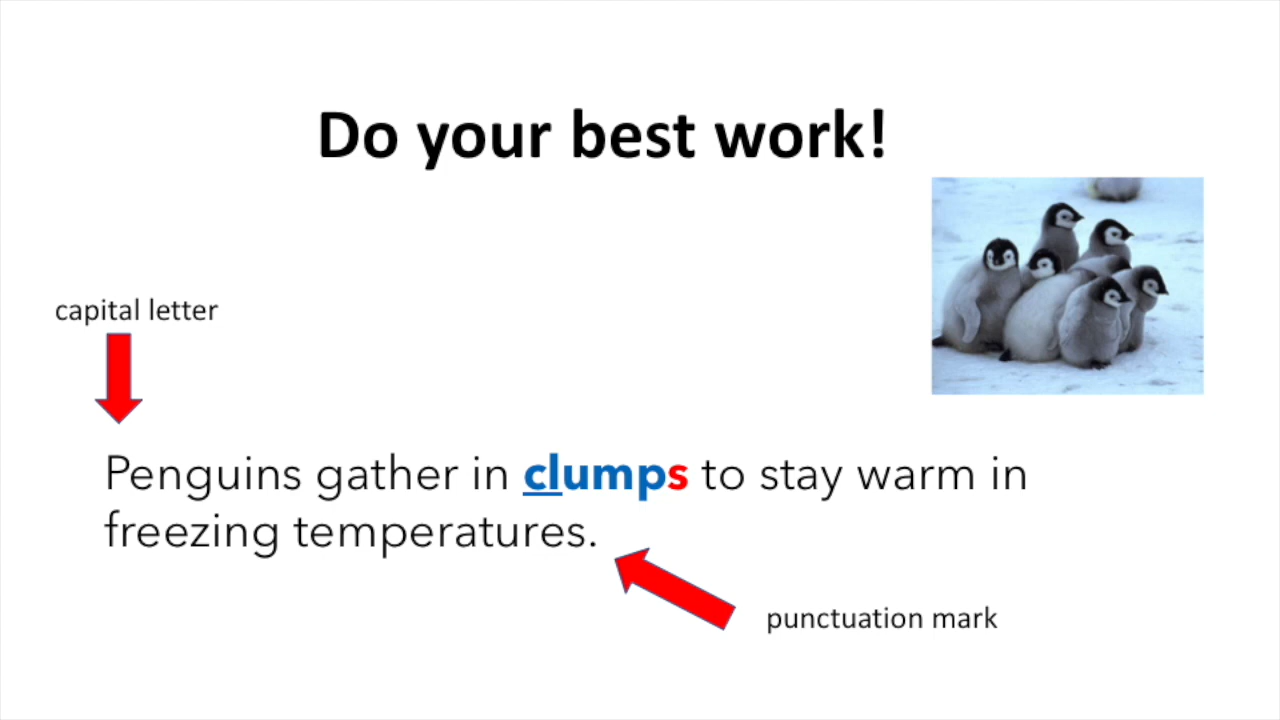 Do your best work!
capital letter
Penguins gather in clumps to stay warm in
freezing temperatures.
punctuation mark